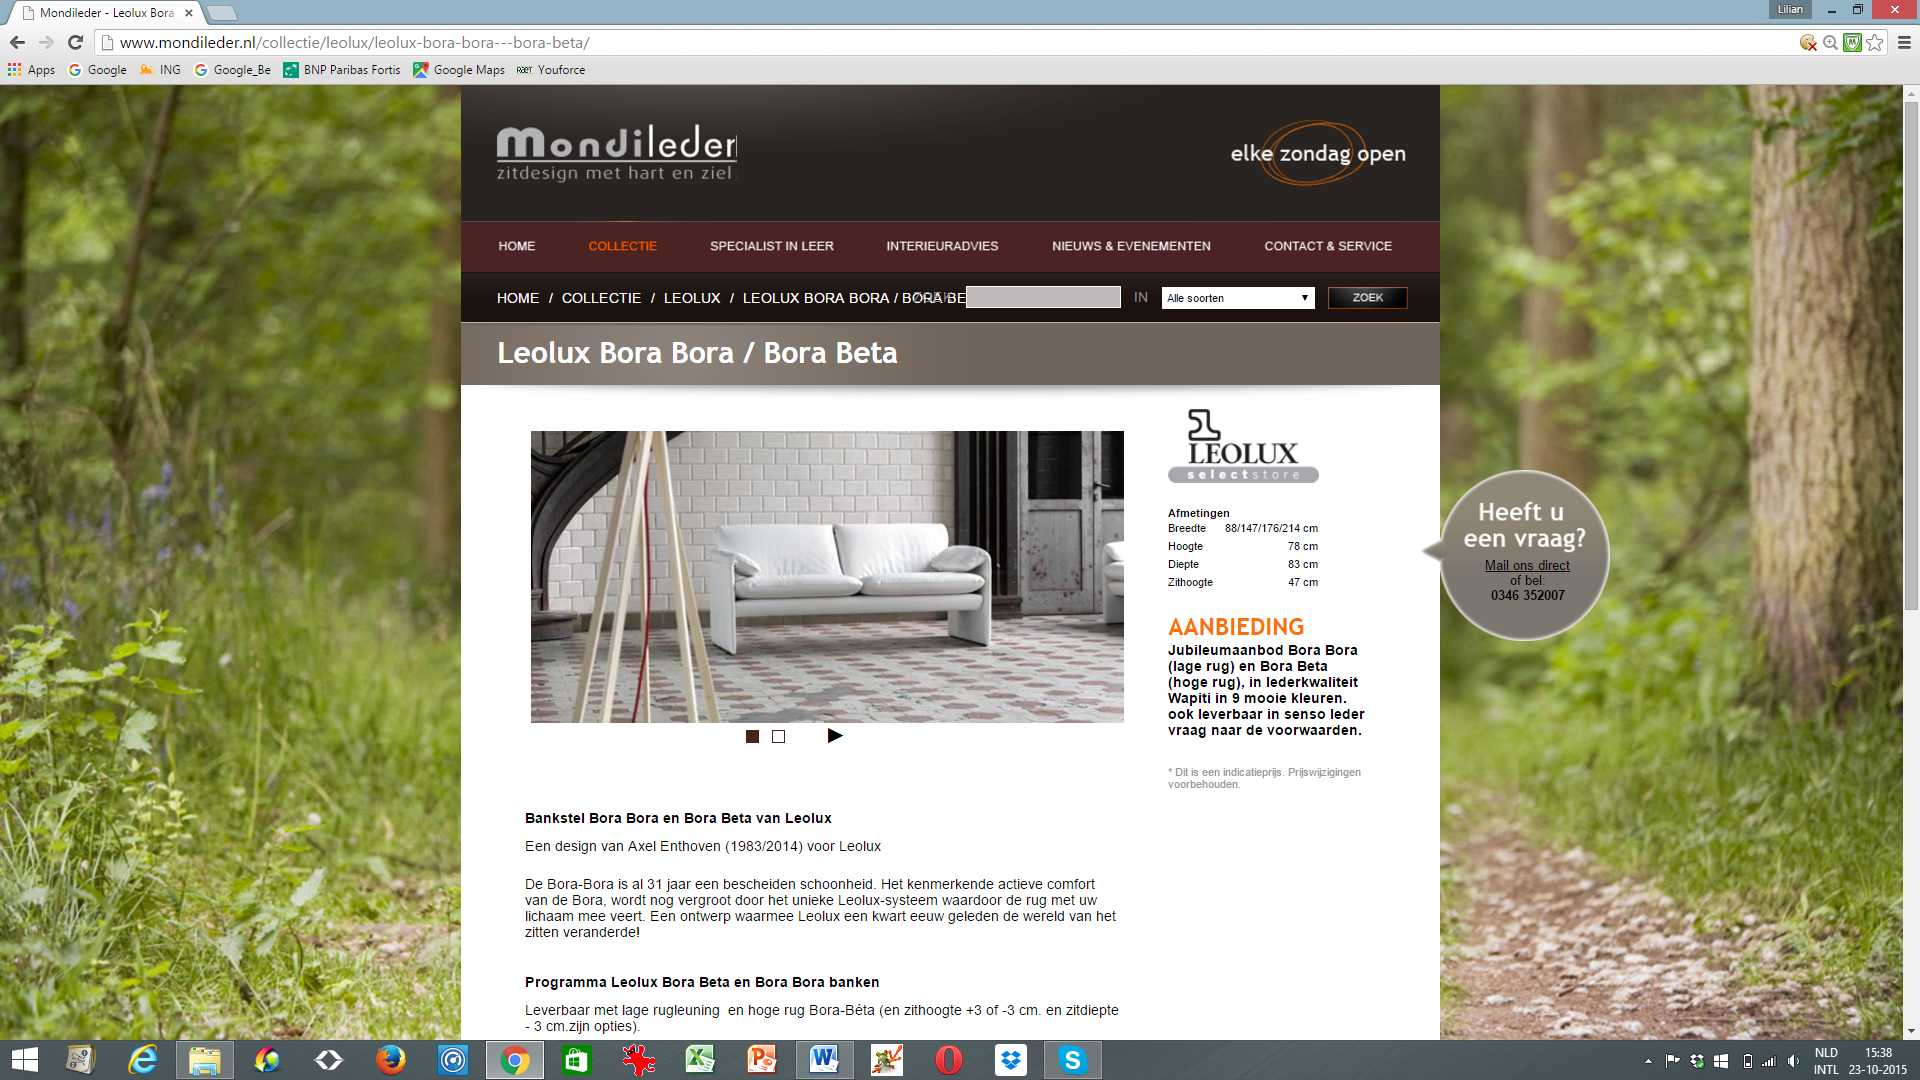 Mondileder - Leolux Bora
Lilian
www.mondileder.nl/collectie/leolux/leolux-bora-bora---bora-beta/
Apps Google ING Google_Be BNP Paribas Fortis Google Maps Youforce
Mondileder
zitdesign met hart en ziel
elke zondag open
HOME COLLECTIE SPECIALIST IN LEER INTERIEURADVIES NIEUWS & EVENEMENTEN CONTACT & SERVICE
HOME / COLLECTIE / LEOLUX / LEOLUX BORA BORA / BORA BE IN Alle soorten ZOEK
Leolux Bora Bora / Bora Beta
LEOLUX
selectstore
Afmetingen
Breedte 88/147/176/214 cm
Hoogte 78 cm
Diepte 83 cm
Zithoogte 47 cm
Heeft u
een vraag?
Mail ons direct
of bel:
0346 352007
AANBIEDING
Jubileumaanbod Bora Bora
(lage rug) en Bora Beta
(hoge rug), in lederkwaliteit
Wapiti in 9 mooie kleuren.
ook leverbaar in senso leder
vraag naar de voorwaarden.
* Dit is een indicatieprijs. Prijswijzigingen
voorbehouden.
Bankstel Bora Bora en Bora Beta van Leolux
Een design van Axel Enthoven (1983/2014) voor Leolux
De Bora-Bora is al 31 jaar een bescheiden schoonheid. Het kenmerkende actieve comfort
van de Bora, wordt nog vergroot door het unieke Leolux-systeem waardoor de rug met uw
lichaam mee veert. Een ontwerp waarmee Leolux een kwart eeuw geleden de wereld van het
zitten veranderde!
Programma Leolux Bora Beta en Bora Bora banken
Leverbaar met lage rugleuning en hoge rug Bora-Béta (en zithoogte +3 of -3 cm. en zitdiepte
- 3 cm.zijn opties).
NLD 15:38
INTL 23-10-2015